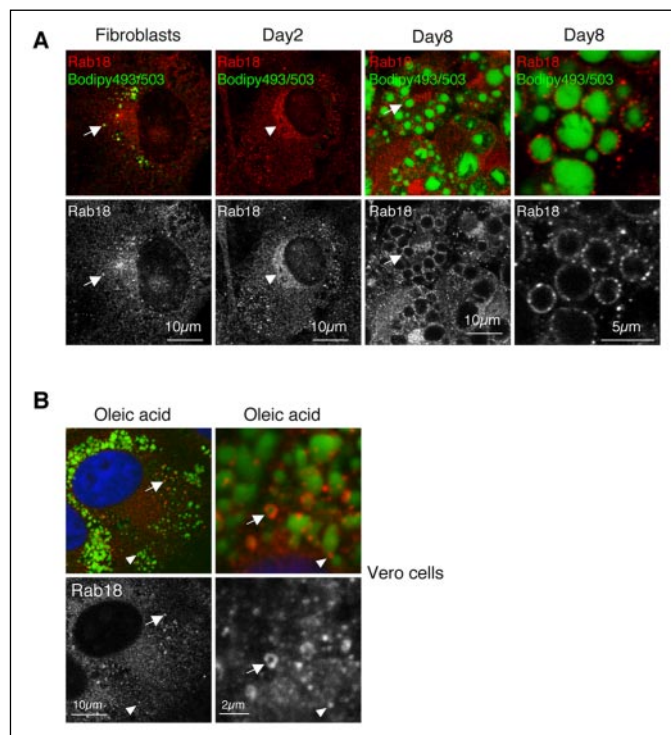 A
Fibroblasts Day2 Day8 Day8
Rab18 Rab18 Rab18 Rab18
Bodipy493/503 Bodipy493/503 Bodipy493/503 Bodipy493/503
Rab18 Rab18 Rab18 Rab18
10µm 10µm 10µm 5µm
B
Oleic acid Oleic acid
Vero cells
Rab18
10µm 2µm